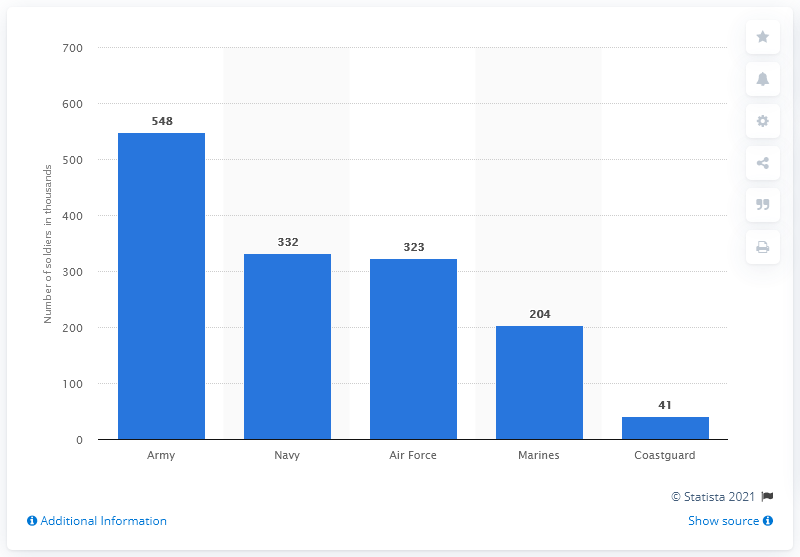 700
600
500
400
300
200
100
0
Number of soldiers in thousands
548
332
323
204
41
Army
Navy
Air Force
Marines
Coastguard
© Statista 2021
Additional Information
Show source